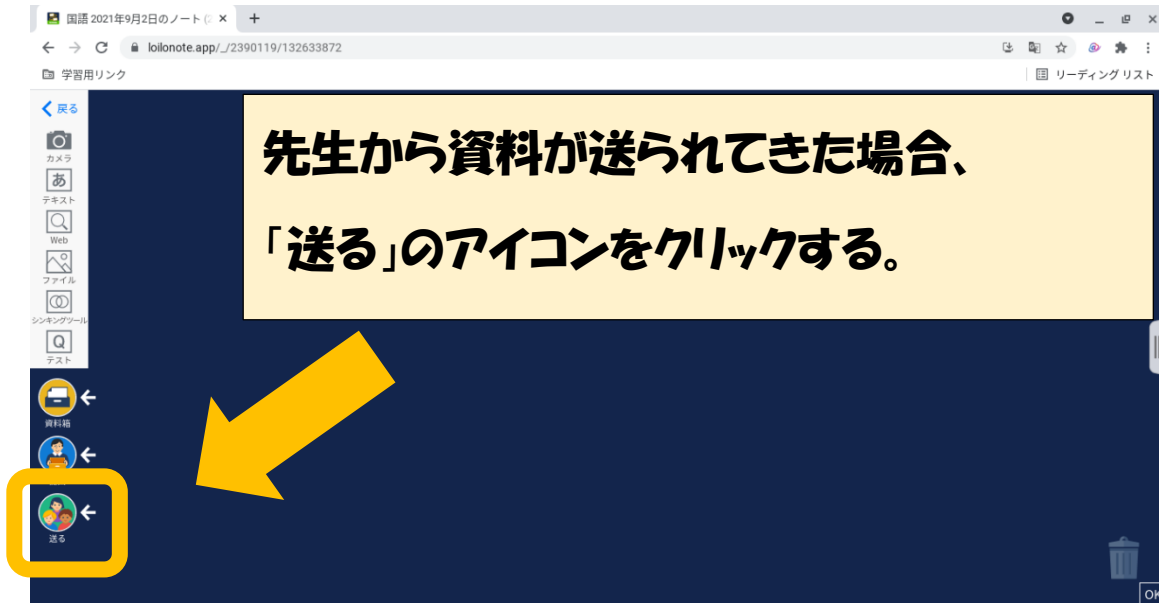 国語 2021年9月2日のノート (2
loilonote.app/_/2390119/132633872
学習用リンク
リーディング リスト
戻る
カメラ
あ
テキスト
Web
ファイル
シンキングツール
Q
テスト
資料箱
送る
先生から資料が送られてきた場合、
「送る」のアイコンをクリックする。
OK